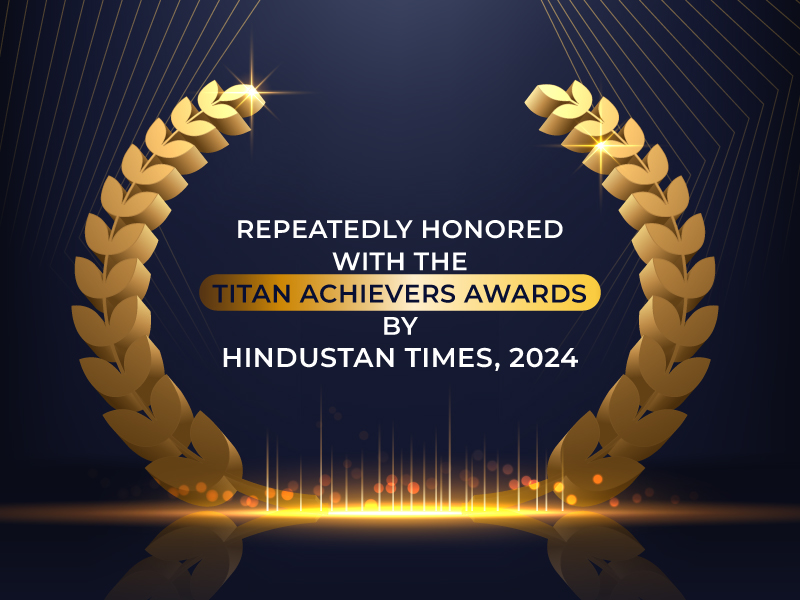 REPEATEDLY HONORED
WITH THE
TITAN ACHIEVERS AWARDS
BY
HINDUSTAN TIMES, 2024